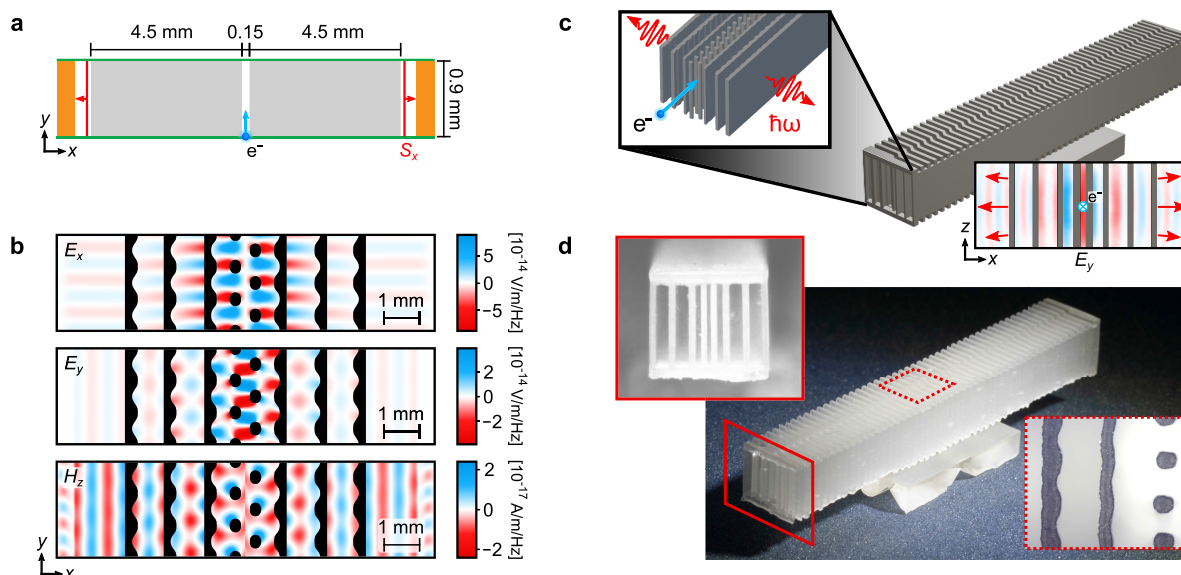 a
4.5 mm 0.15 4.5 mm
0.9 mm
y
x
e⁻
Sₓ
b
Eₓ
1 mm
[10⁻¹⁴ V/m/Hz]
5
0
−5
E_y
1 mm
[10⁻¹⁴ V/m/Hz]
2
0
−2
H_z
1 mm
[10⁻¹⁷ A/m/Hz]
2
0
−2
y
x
c
e⁻
ħω
e⁻
z
x
E_y
d